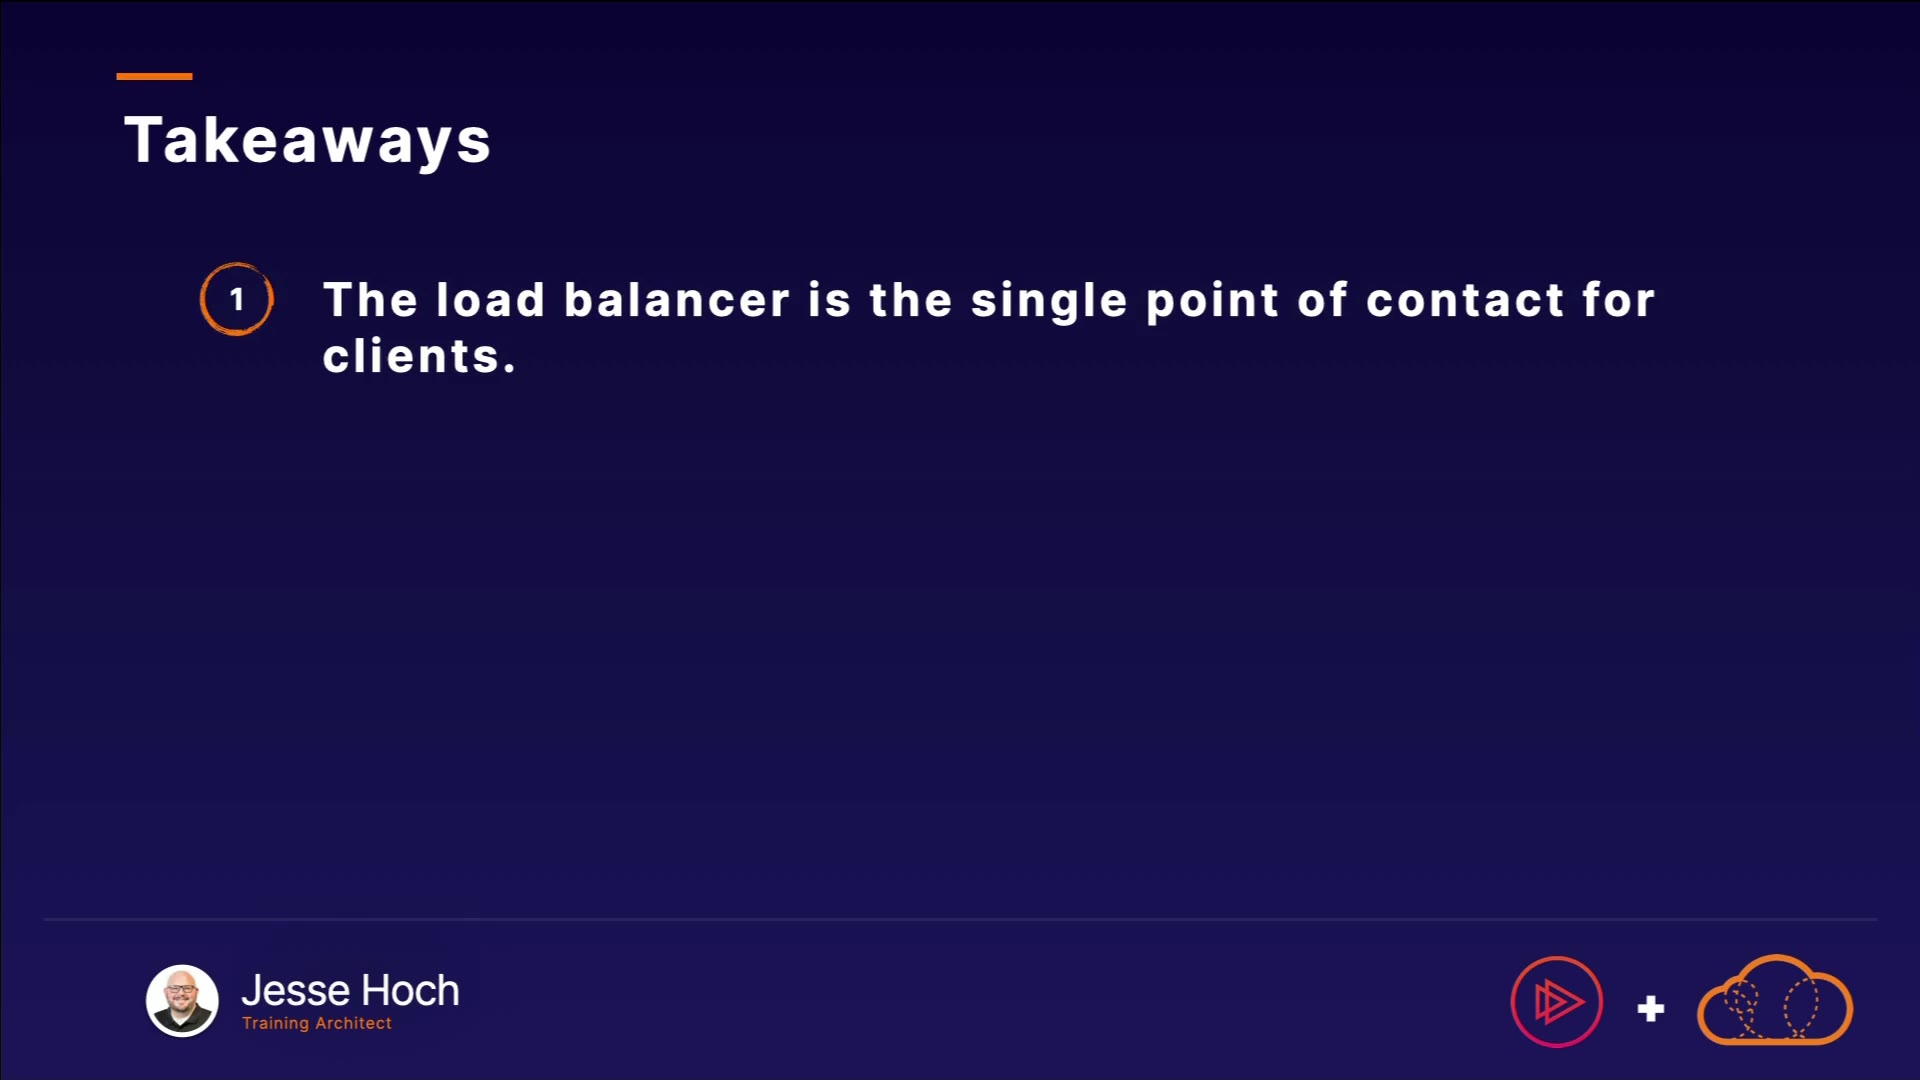 Takeaways
1
The load balancer is the single point of contact for
clients.
Jesse Hoch
Training Architect